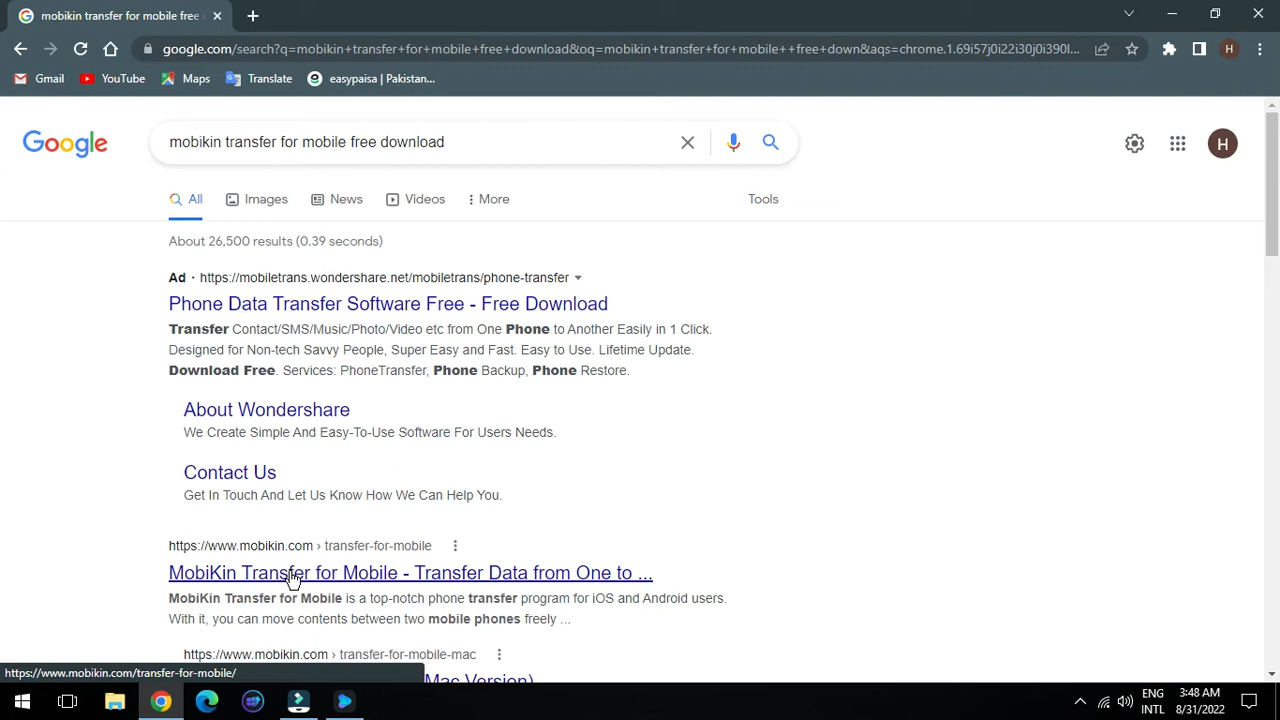 mobikin transfer for mobile free
google.com/search?q=mobikin+transfer+for+mobile+free+download&oq=mobikin+transfer+for+mobile++free+down&aqs=chrome.1.69i57j0i22i30j0i390l...
H
Gmail
YouTube
Maps
Translate
easypaisa | Pakistan...
Google
mobikin transfer for mobile free download
H
All
Images
News
Videos
More
Tools
About 26,500 results (0.39 seconds)
Ad · https://mobiletrans.wondershare.net/mobiletrans/phone-transfer
Phone Data Transfer Software Free - Free Download
Transfer Contact/SMS/Music/Photo/Video etc from One Phone to Another Easily in 1 Click.
Designed for Non-tech Savvy People, Super Easy and Fast. Easy to Use. Lifetime Update.
Download Free. Services: PhoneTransfer, Phone Backup, Phone Restore.
About Wondershare
We Create Simple And Easy-To-Use Software For Users Needs.
Contact Us
Get In Touch And Let Us Know How We Can Help You.
https://www.mobikin.com › transfer-for-mobile
MobiKin Transfer for Mobile - Transfer Data from One to ...
MobiKin Transfer for Mobile is a top-notch phone transfer program for iOS and Android users.
With it, you can move contents between two mobile phones freely ...
https://www.mobikin.com › transfer-for-mobile-mac
Mac Version)
https://www.mobikin.com/transfer-for-mobile/
ENG
INTL
3:48 AM
8/31/2022